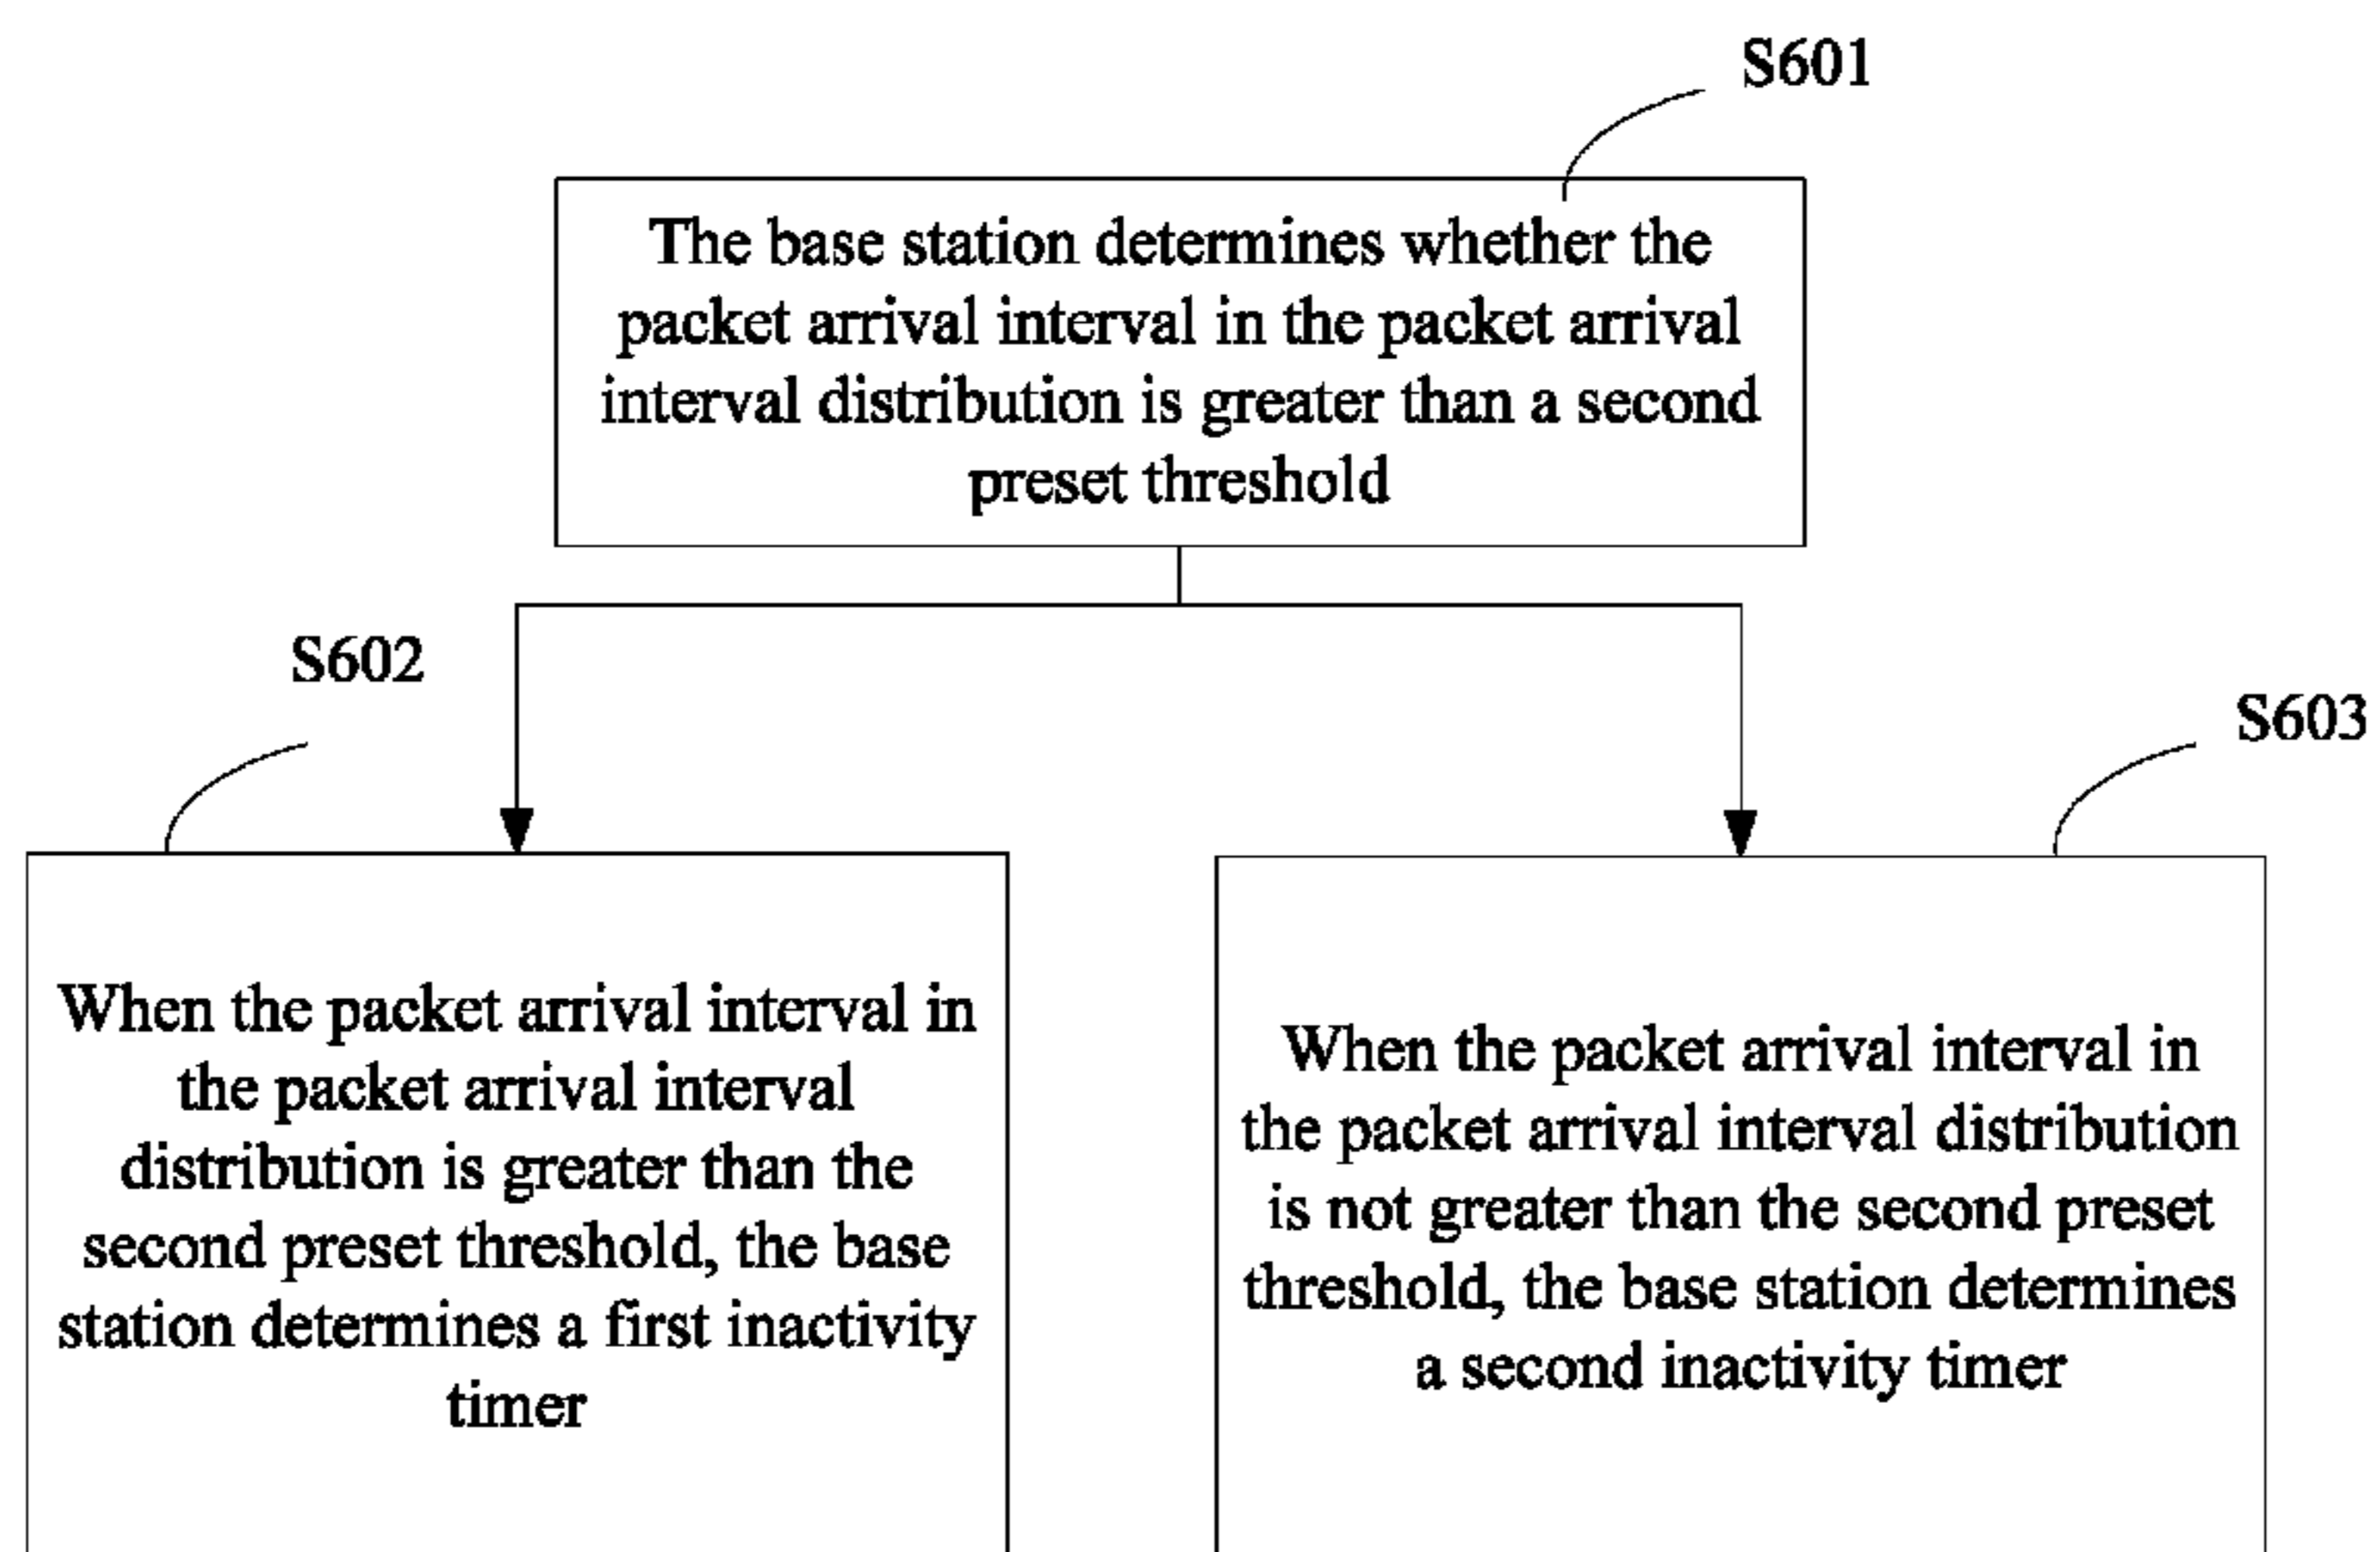 S601
The base station determines whether the
packet arrival interval in the packet arrival
interval distribution is greater than a second
preset threshold
S602
When the packet arrival interval in
the packet arrival interval
distribution is greater than the
second preset threshold, the base
station determines a first inactivity
timer
S603
When the packet arrival interval in
the packet arrival interval distribution
is not greater than the second preset
threshold, the base station determines
a second inactivity timer